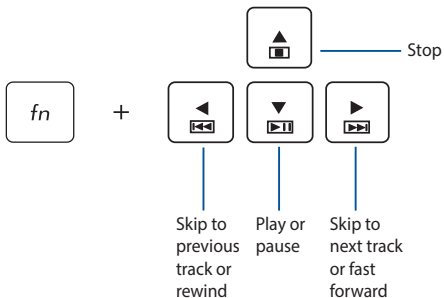 Stop
fn +
Skip to
previous
track or
rewind
Play or
pause
Skip to
next track
or fast
forward